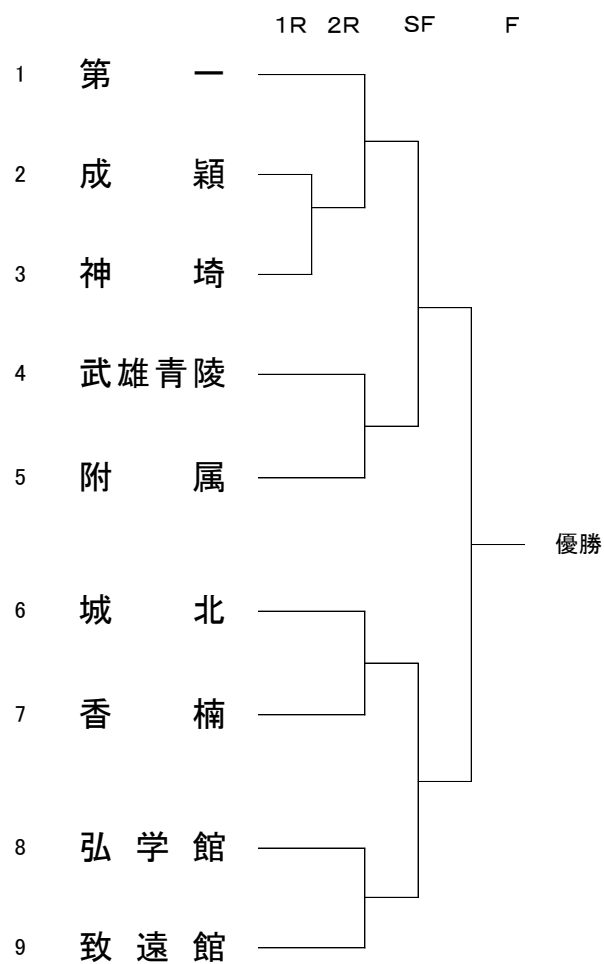 1R 2R SF F
1 第一
2 成穎
3 神埼
4 武雄青陵
5 附属
優勝
6 城北
7 香楠
8 弘学館
9 致遠館